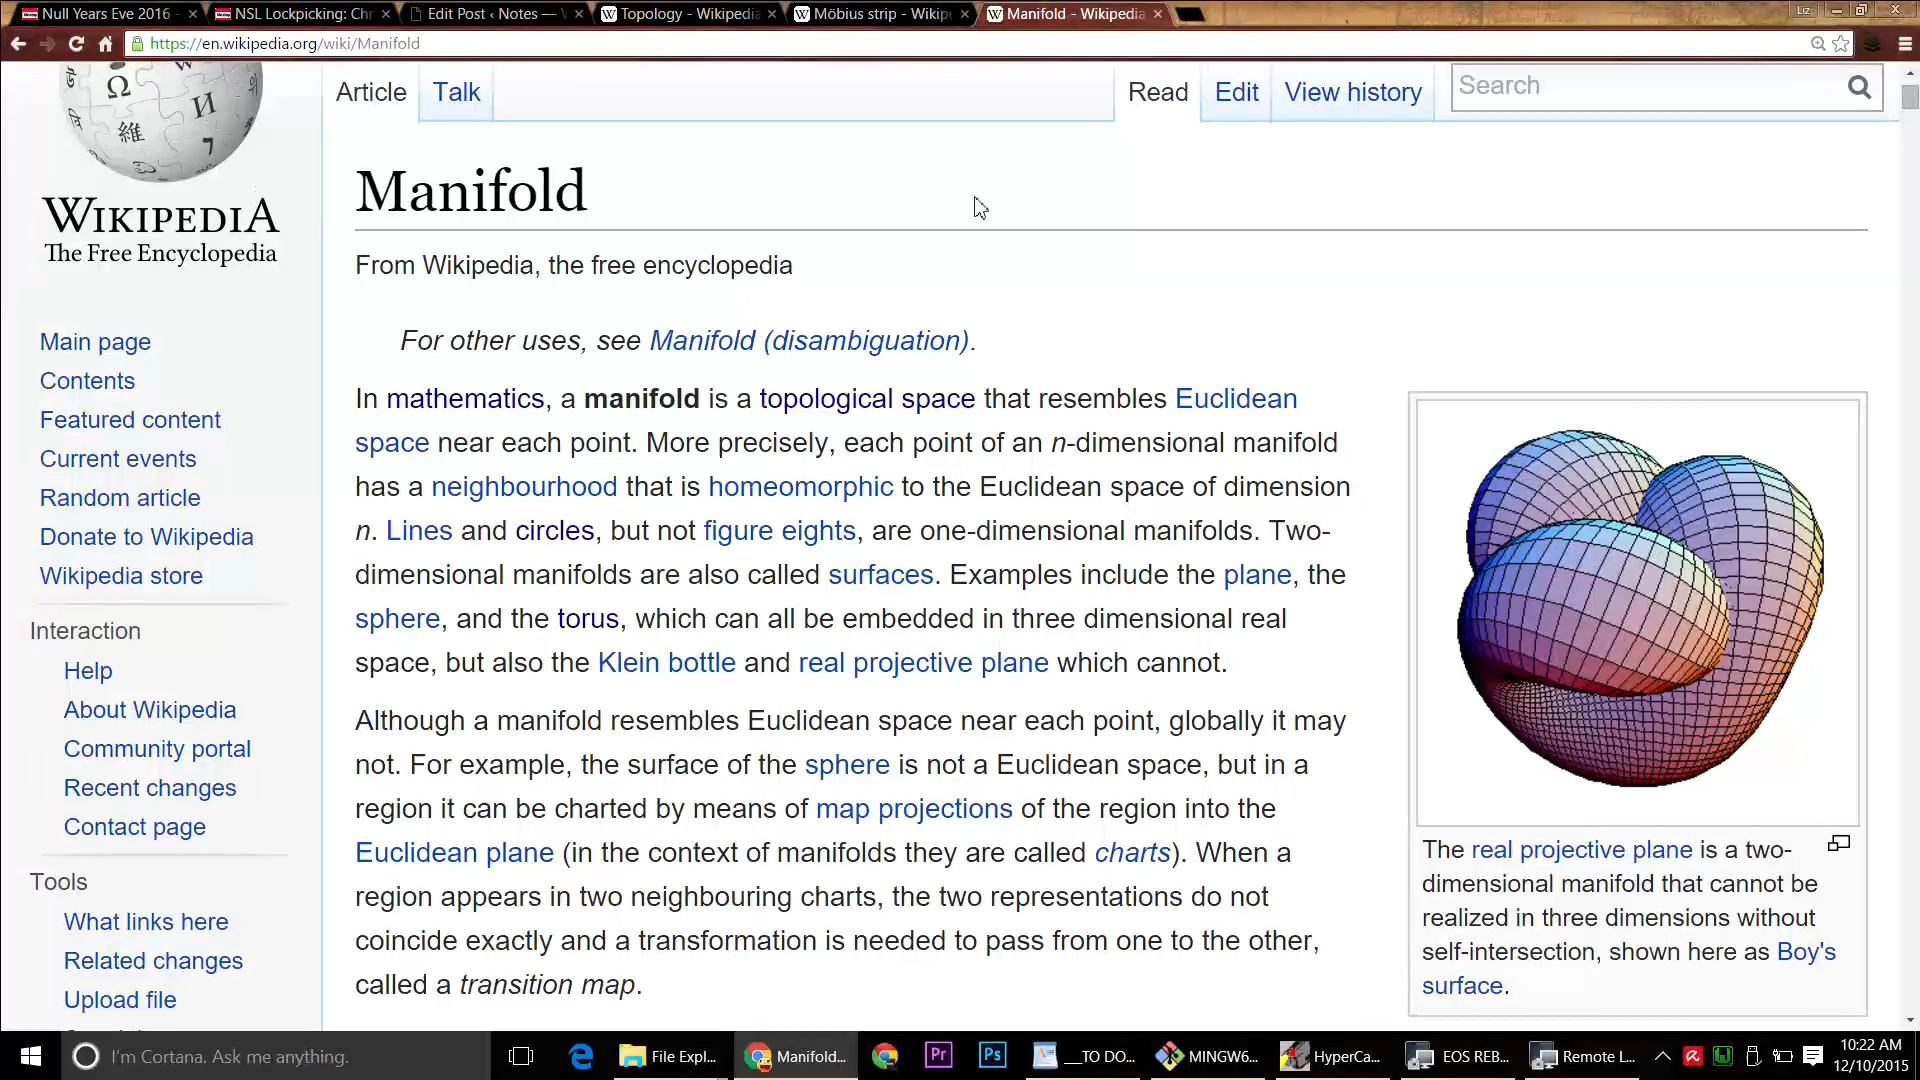 Null Years Eve 2016 -
NSL Lockpicking: Chr
Edit Post ‹ Notes — W
Topology - Wikipedia
Möbius strip - Wikip
Manifold - Wikipedia
Liz
https://en.wikipedia.org/wiki/Manifold
Article
Talk
Read
Edit
View history
Search
Ω
W
И
維
7
WIKIPEDIA
The Free Encyclopedia
Main page
Contents
Featured content
Current events
Random article
Donate to Wikipedia
Wikipedia store
Interaction
Help
About Wikipedia
Community portal
Recent changes
Contact page
Tools
What links here
Related changes
Upload file
Manifold
From Wikipedia, the free encyclopedia
For other uses, see Manifold (disambiguation).
In mathematics, a manifold is a topological space that resembles Euclidean
space near each point. More precisely, each point of an n-dimensional manifold
has a neighbourhood that is homeomorphic to the Euclidean space of dimension
n. Lines and circles, but not figure eights, are one-dimensional manifolds. Two-
dimensional manifolds are also called surfaces. Examples include the plane, the
sphere, and the torus, which can all be embedded in three dimensional real
space, but also the Klein bottle and real projective plane which cannot.
Although a manifold resembles Euclidean space near each point, globally it may
not. For example, the surface of the sphere is not a Euclidean space, but in a
region it can be charted by means of map projections of the region into the
Euclidean plane (in the context of manifolds they are called charts). When a
region appears in two neighbouring charts, the two representations do not
coincide exactly and a transformation is needed to pass from one to the other,
called a transition map.
The real projective plane is a two-
dimensional manifold that cannot be
realized in three dimensions without
self-intersection, shown here as Boy's
surface.
I'm Cortana. Ask me anything.
File Expl...
Manifold...
Pr
Ps
__TO DO...
MINGW6...
HyperCa...
EOS REB...
Remote L...
10:22 AM
12/10/2015